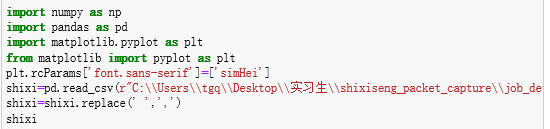 import numpy as np
import pandas as pd
import matplotlib.pyplot as plt
from matplotlib import pyplot as plt
plt.rcParams['font.sans-serif']=['simHei']
shixi=pd.read_csv(r"C:\\Users\\tgq\\Desktop\\实习生\\shixiseng_packet_capture\\job_de
shixi=shixi.replace(' ',',')
shixi